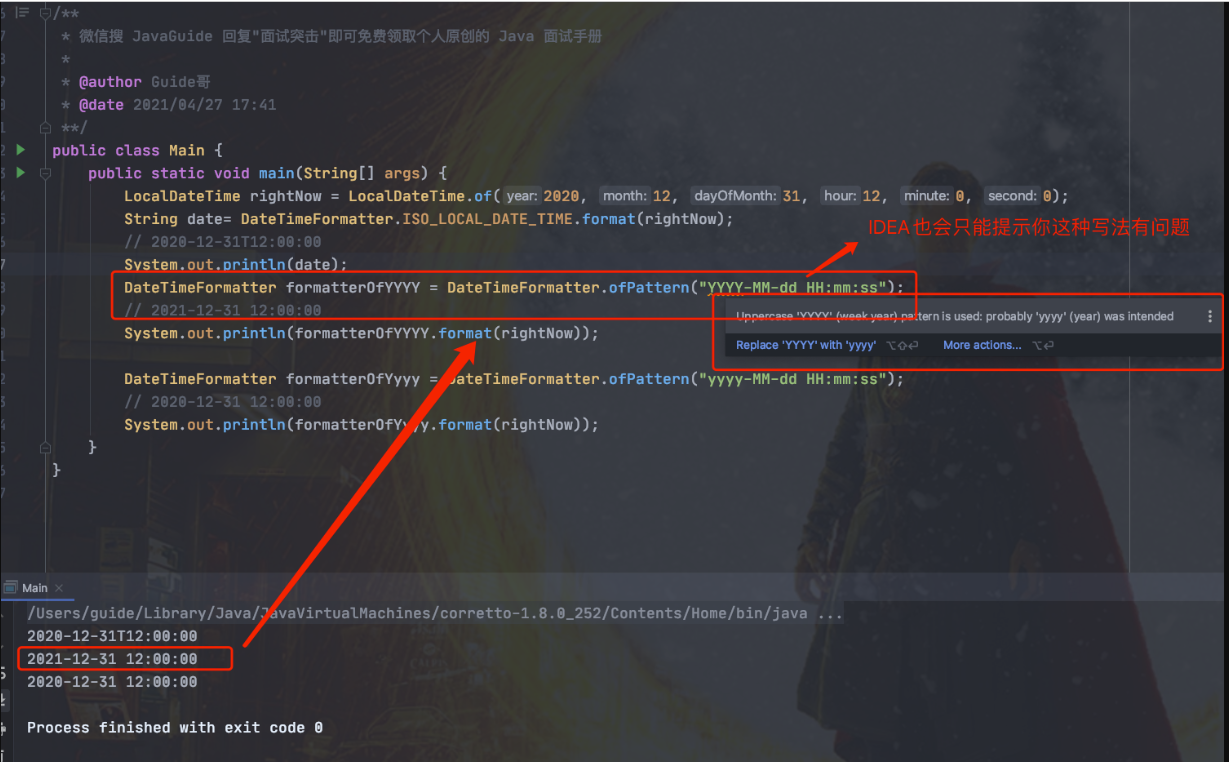 /**
* 微信搜 JavaGuide 回复"面试突击"即可免费领取个人原创的 Java 面试手册
*
* @author Guide哥
* @date 2021/04/27 17:41
**/
public class Main {
public static void main(String[] args) {
LocalDateTime rightNow = LocalDateTime.of( year: 2020, month: 12, dayOfMonth: 31, hour: 12, minute: 0, second: 0);
String date= DateTimeFormatter.ISO_LOCAL_DATE_TIME.format(rightNow);
IDEA 也会只能提示你这种写法有问题
// 2020-12-31T12:00:00
System.out.println(date);
DateTimeFormatter formatterOfYYYY = DateTimeFormatter.ofPattern("YYYY-MM-dd HH:mm:ss");
// 2021-12-31 12:00:00
Uppercase 'YYYY' (week year) pattern is used: probably 'yyyy' (year) was intended
System.out.println(formatterOfYYYY.format(rightNow));
Replace 'YYYY' with 'yyyy' ⌥⇧⏎ More actions... ⌥⏎
DateTimeFormatter formatterOfYyyy = DateTimeFormatter.ofPattern("yyyy-MM-dd HH:mm:ss");
// 2020-12-31 12:00:00
System.out.println(formatterOfYyyy.format(rightNow));
}
}
Main
/Users/guide/Library/Java/JavaVirtualMachines/corretto-1.8.0_252/Contents/Home/bin/java ...
2020-12-31T12:00:00
2021-12-31 12:00:00
2020-12-31 12:00:00
Process finished with exit code 0